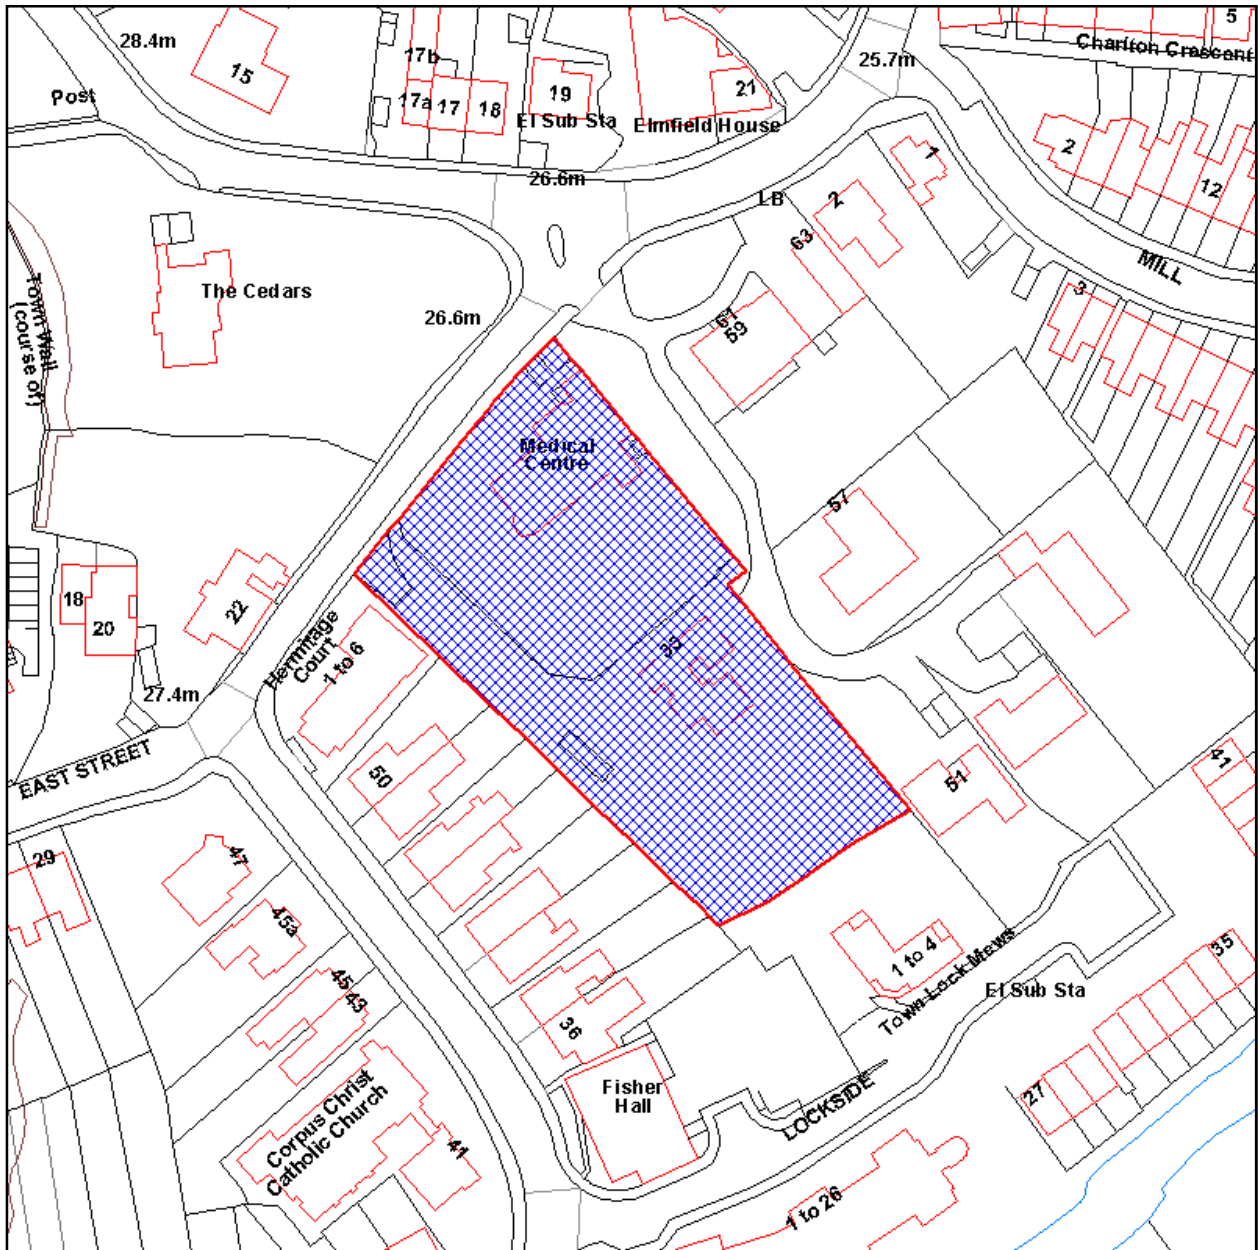 28.4m
15
17b
17a
17
18
19
El Sub Sta
21
Elmfield House
25.7m
5
Charlton Crescent
Post
26.6m
LB
1
2
2
12
63
MILL
3
The Cedars
26.6m
61
59
Town Wall
(course of)
Medical
Centre
57
18
20
22
Hermitage
Court
1 to 6
35
27.4m
EAST STREET
50
51
41
29
47
45a
45
43
36
1 to 4
Town Lock Mews
El Sub Sta
35
Fisher
Hall
LOCKSIDE
27
Corpus Christ
Catholic Church
41
1 to 26